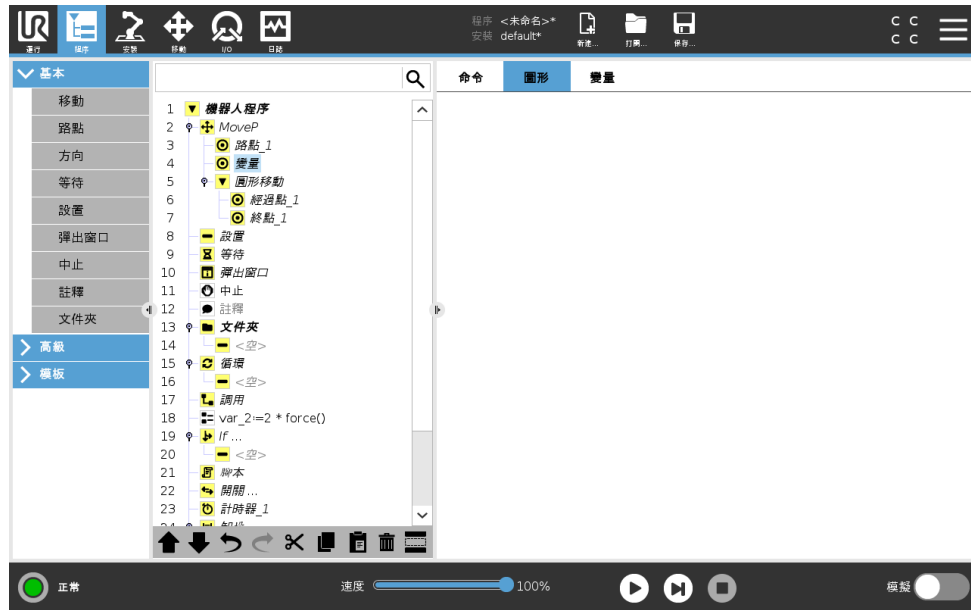 UR
運行 程序 安裝 移動 I/O 日誌
程序 <未命名>*
安裝 default*
新建... 打開... 保存...
C C
C C
基本
移動
路點
方向
等待
設置
彈出窗口
中止
註釋
文件夾
高級
模板
1 機器人程序
2 MoveP
3 路點_1
4 變量
5 圓形移動
6 經過點_1
7 終點_1
8 設置
9 等待
10 彈出窗口
11 中止
12 註釋
13 文件夾
14 <空>
15 循環
16 <空>
17 調用
18 var_2≔2 * force()
19 If ...
20 <空>
21 腳本
22 開關 ...
23 計時器_1
命令 圖形 變量
正常
速度 100%
模擬